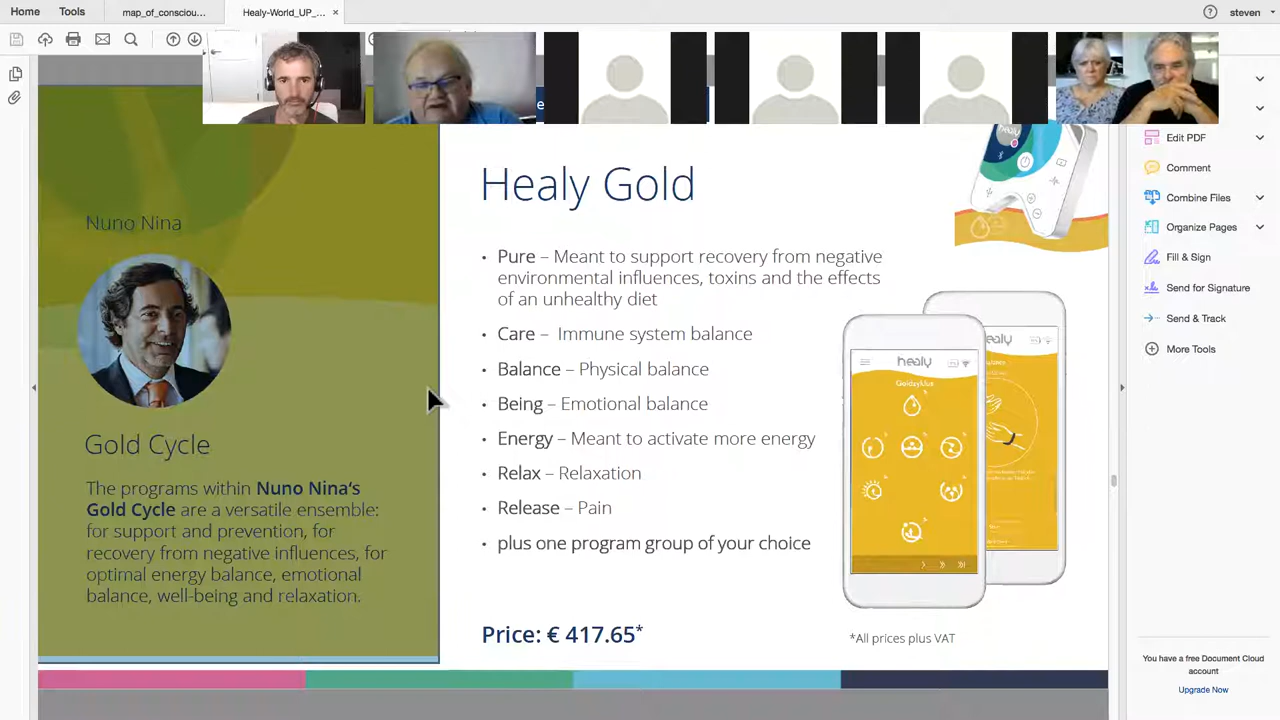 Home
Tools
map_of_consciou...
Healy-World_UP_...
×
?
steven
Healy Gold
Nuno Nina
Gold Cycle
The programs within Nuno Nina's
Gold Cycle are a versatile ensemble:
for support and prevention, for
recovery from negative influences, for
optimal energy balance, emotional
balance, well-being and relaxation.
• Pure – Meant to support recovery from negative
environmental influences, toxins and the effects
of an unhealthy diet
• Care – Immune system balance
• Balance – Physical balance
• Being – Emotional balance
• Energy – Meant to activate more energy
• Relax – Relaxation
• Release – Pain
• plus one program group of your choice
Price: € 417.65*
healy
healy
Goldzyklus
*All prices plus VAT
Edit PDF
Comment
Combine Files
Organize Pages
Fill & Sign
Send for Signature
Send & Track
More Tools
You have a free Document Cloud
account
Upgrade Now